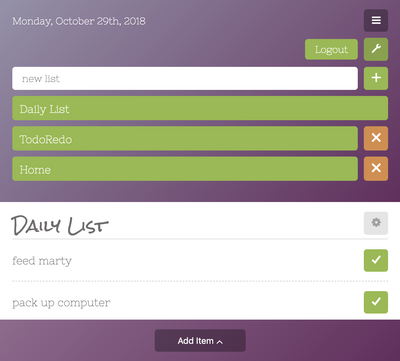 Monday, October 29th, 2018
Logout
new list
Daily List
TodoRedo
Home
Daily List
feed marty
pack up computer
Add Item